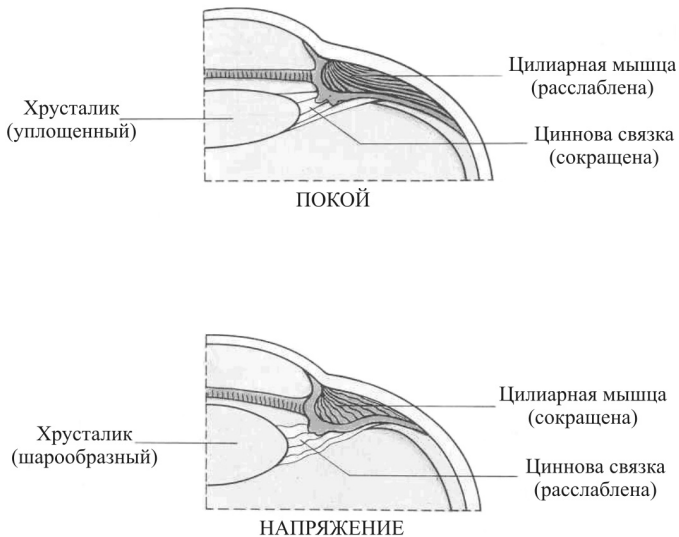 Цилиарная мышца
(расслаблена)
Хрусталик
(уплощенный)
Циннова связка
(сокращена)
ПОКОЙ
Цилиарная мышца
(сокращена)
Хрусталик
(шарообразный)
Циннова связка
(расслаблена)
НАПРЯЖЕНИЕ